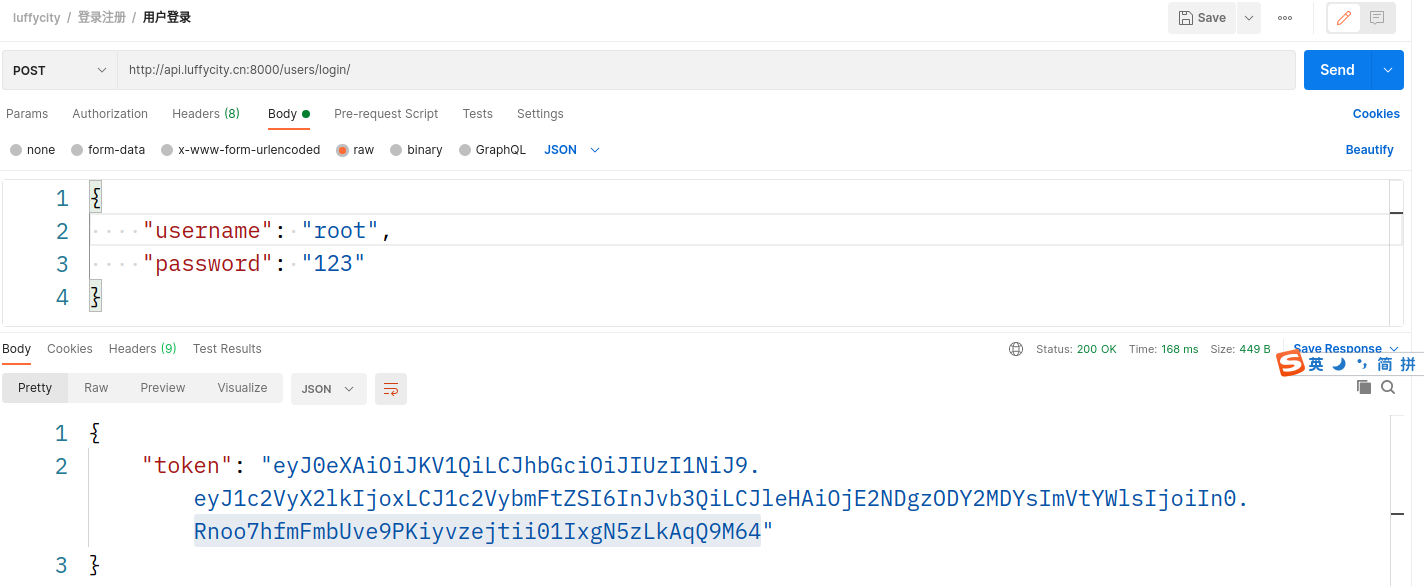 luffycity / 登录注册 / 用户登录
Save
POST http://api.luffycity.cn:8000/users/login/ Send
Params Authorization Headers (8) Body Pre-request Script Tests Settings Cookies
none form-data x-www-form-urlencoded raw binary GraphQL JSON Beautify
1 {
2 "username": "root",
3 "password": "123"
4 }
Body Cookies Headers (9) Test Results Status: 200 OK Time: 168 ms Size: 449 B Save Response
英 简 拼
Pretty Raw Preview Visualize JSON
1 {
2 "token": "eyJ0eXAiOiJKV1QiLCJhbGciOiJIUzI1NiJ9.
eyJ1c2VyX2lkIjoxLCJ1c2VybmFtZSI6InJvb3QiLCJleHAiOjE2NDgzODY2MDYsImVtYWlsIjoiIn0.
Rnoo7hfmFmbUve9PKiyvzejtii01IxgN5zLkAqQ9M64"
3 }